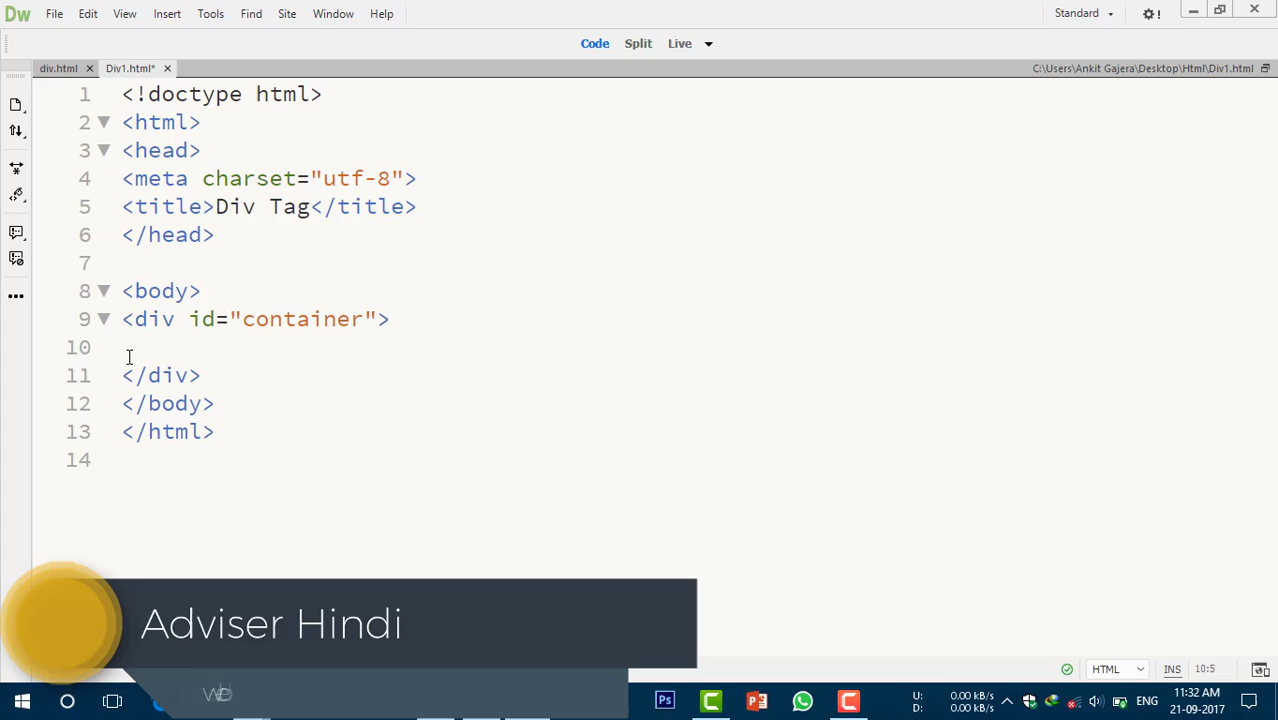 Dw File Edit View Insert Tools Find Site Window Help Standard
Code Split Live
div.html Div1.html* C:\Users\Ankit Gajera\Desktop\Html\Div1.html
1 <!doctype html>
2 <html>
3 <head>
4 <meta charset="utf-8">
5 <title>Div Tag</title>
6 </head>
7
8 <body>
9 <div id="container">
10
11 </div>
12 </body>
13 </html>
14
Adviser Hindi
HTML INS 10:5
Ps U: 0.00 kB/s ENG 11:32 AM
D: 0.00 kB/s 21-09-2017